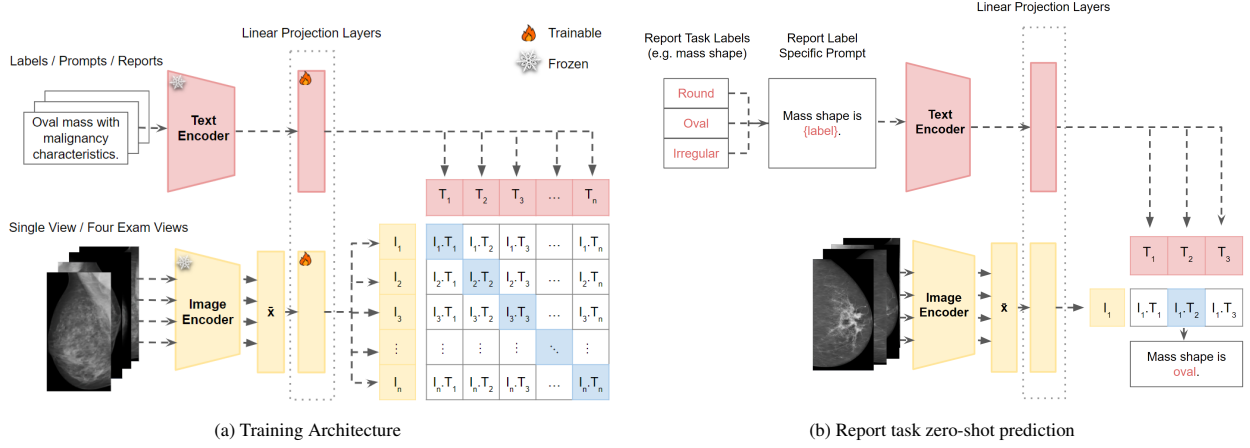 Linear Projection Layers
Trainable
Frozen
Labels / Prompts / Reports
Oval mass with
malignancy
characteristics.
Text
Encoder
T1 T2 T3 ... Tn
Single View / Four Exam Views
Image
Encoder
x̄
I1 I1.T1 I1.T2 I1.T3 ... I1.Tn
I2 I2.T1 I2.T2 I2.T3 ... I2.Tn
I3 I3.T1 I3.T2 I3.T3 ... I3.Tn
⋮ ⋮ ⋮ ⋮ ⋱ ⋮
In In.T1 In.T2 In.T3 ... In.Tn
(a) Training Architecture
Linear Projection Layers
Report Task Labels
(e.g. mass shape)
Report Label
Specific Prompt
Round
Oval
Irregular
Mass shape is
{label}.
Text
Encoder
T1 T2 T3
Image
Encoder
x̄
I1 I1.T1 I1.T2 I1.T3
Mass shape is
oval.
(b) Report task zero-shot prediction